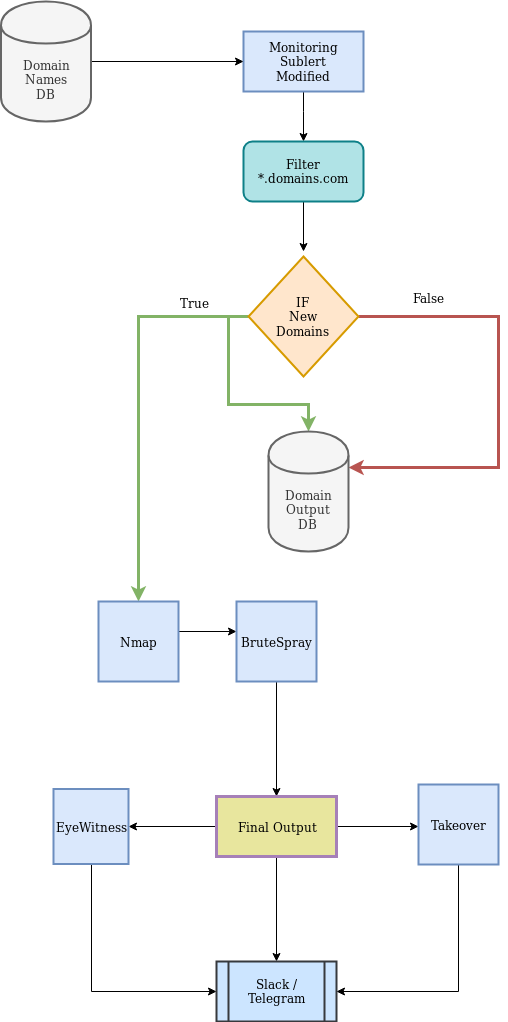 Domain
Names
DB
Monitoring
Sublert
Modified
Filter
*.domains.com
IF
New
Domains
True
False
Domain
Output
DB
Nmap
BruteSpray
EyeWitness
Final Output
Takeover
Slack /
Telegram